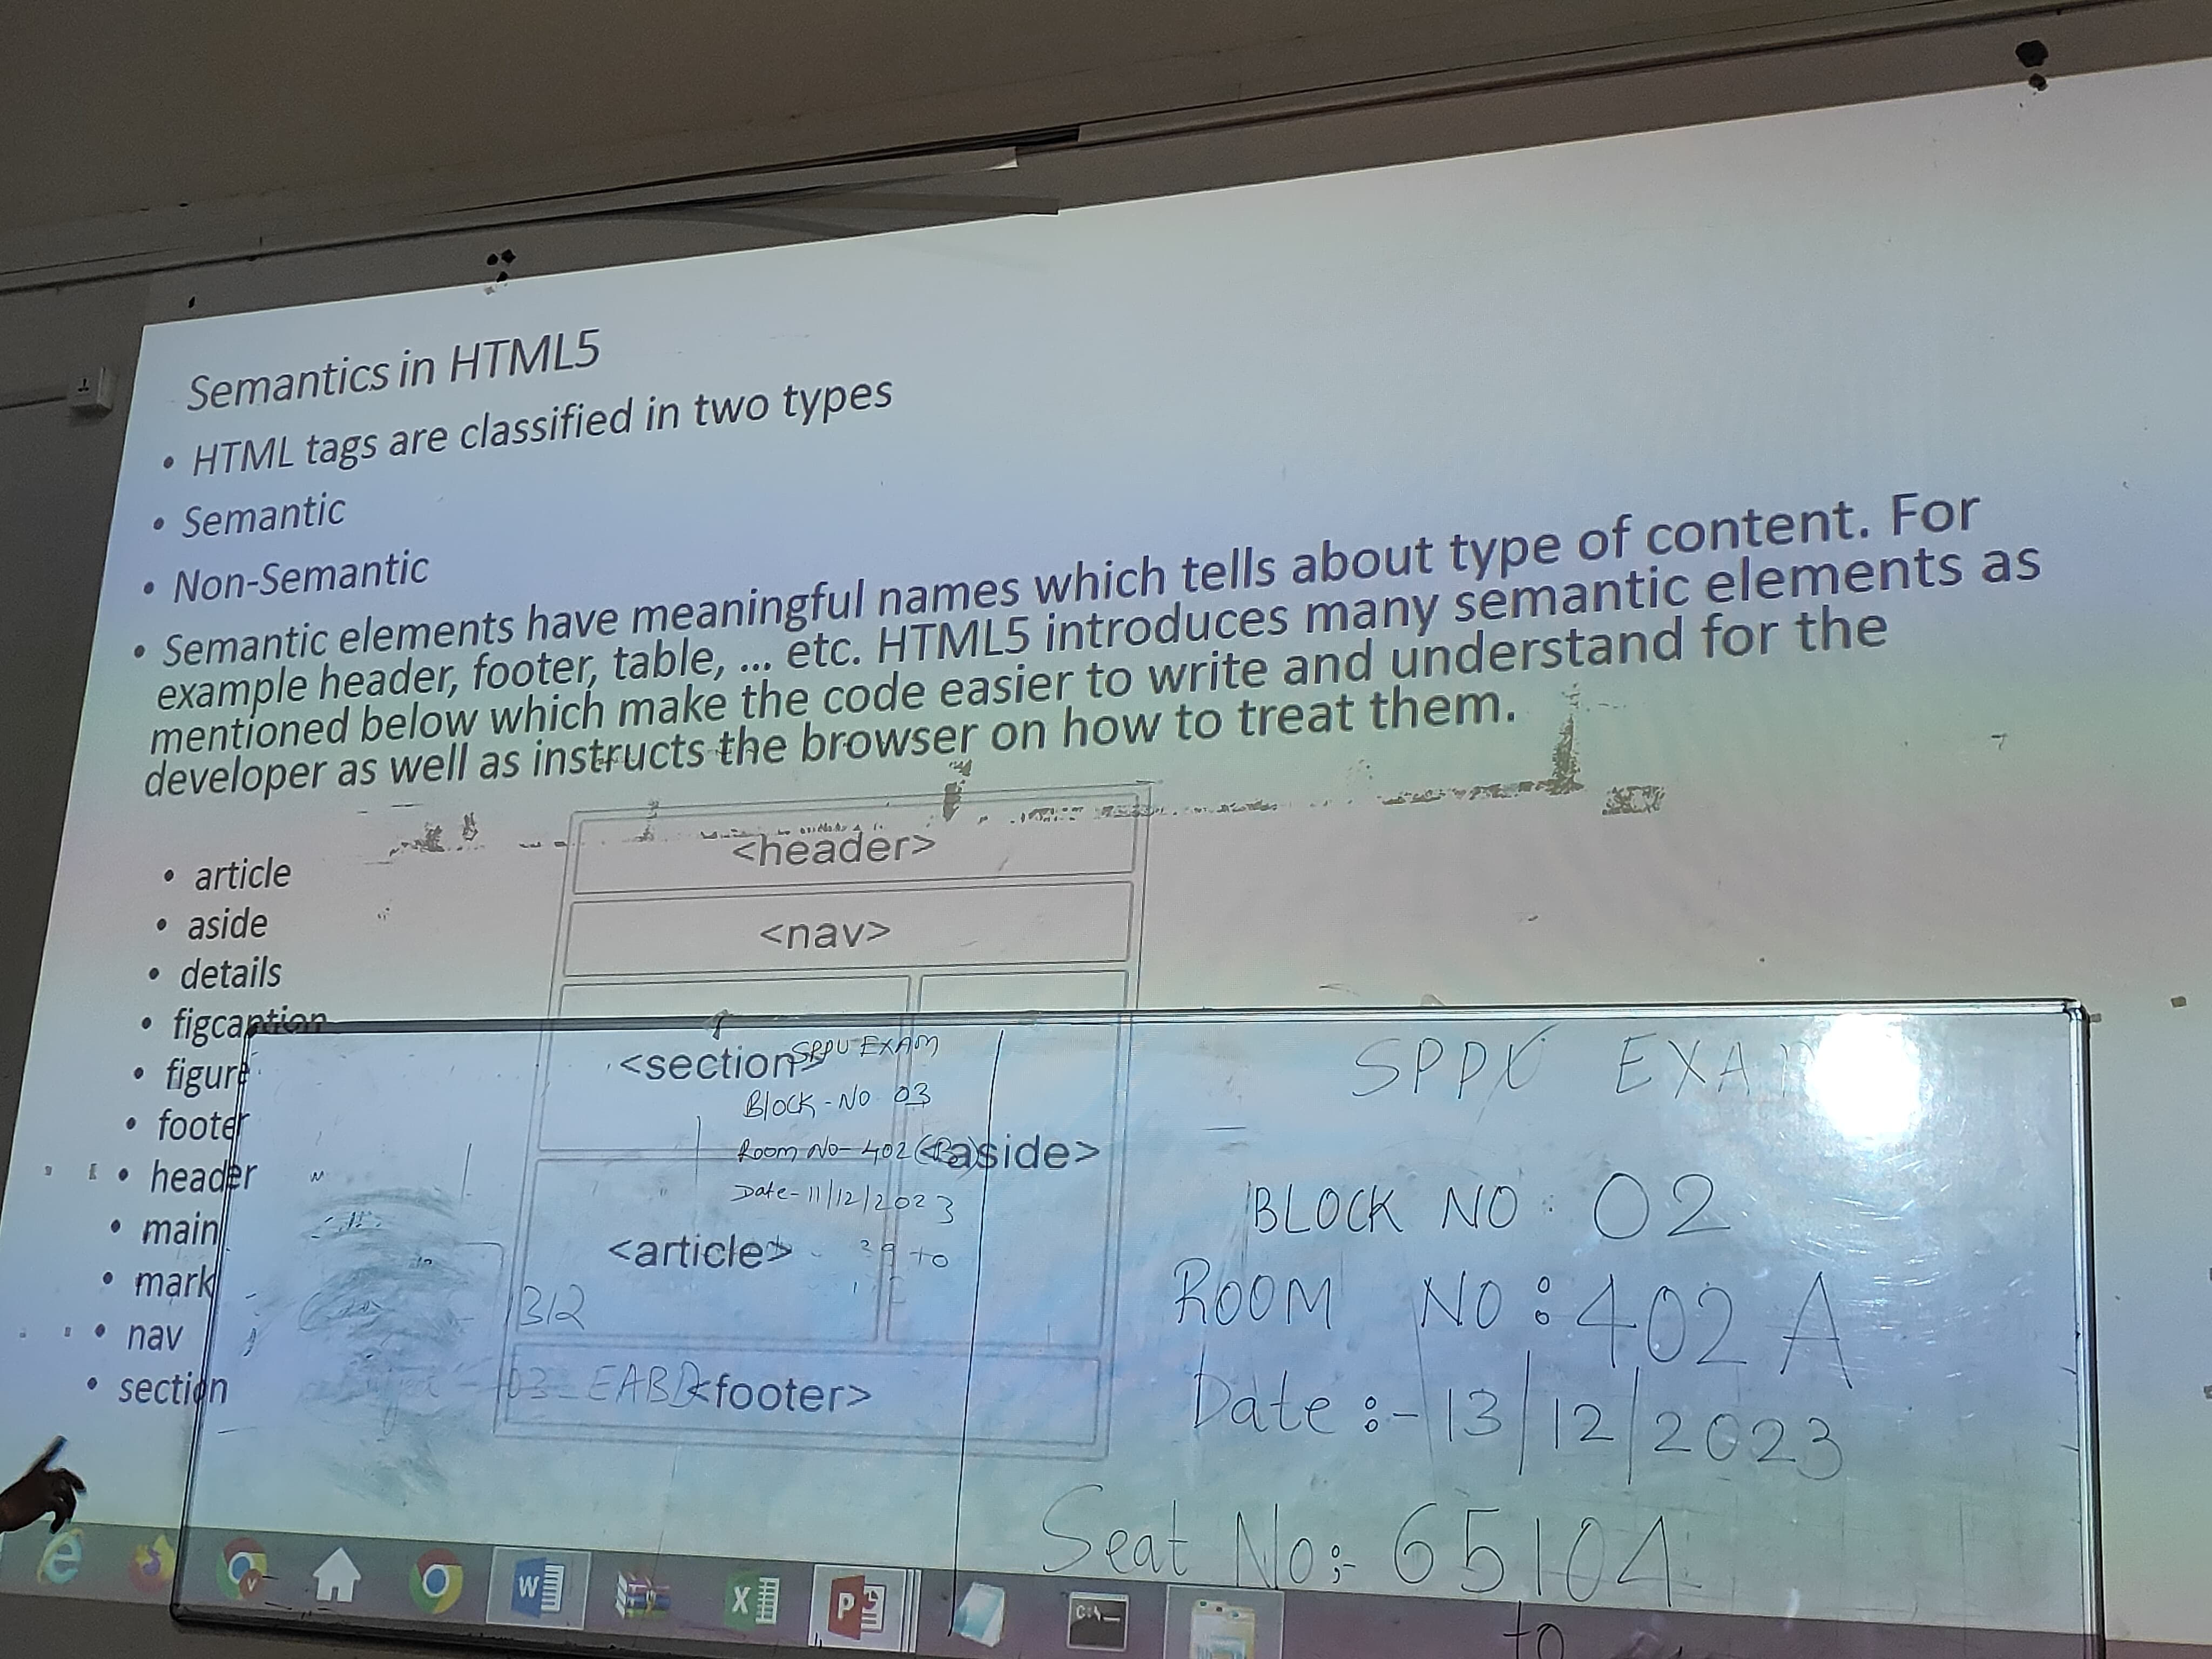 Semantics in HTML5
• HTML tags are classified in two types
• Semantic
• Non-Semantic
• Semantic elements have meaningful names which tells about type of content. For
example header, footer, table, ... etc. HTML5 introduces many semantic elements as
mentioned below which make the code easier to write and understand for the
developer as well as instructs the browser on how to treat them.
• article
• aside
• details
• figcaption
• figure
• footer
• header
• main
• mark
• nav
• section
<header>
<nav>
<section>
<aside>
<article>
<footer>
SPPU EXAM
Block-No 03
Room No-402
Date-11/12/2023
29 to
1312
03
SPPU EXAM
BLOCK NO: 02
ROOM NO: 402 A
Date :- 13/12/2023
Seat No:- 65104
to
W
X
P
C:\